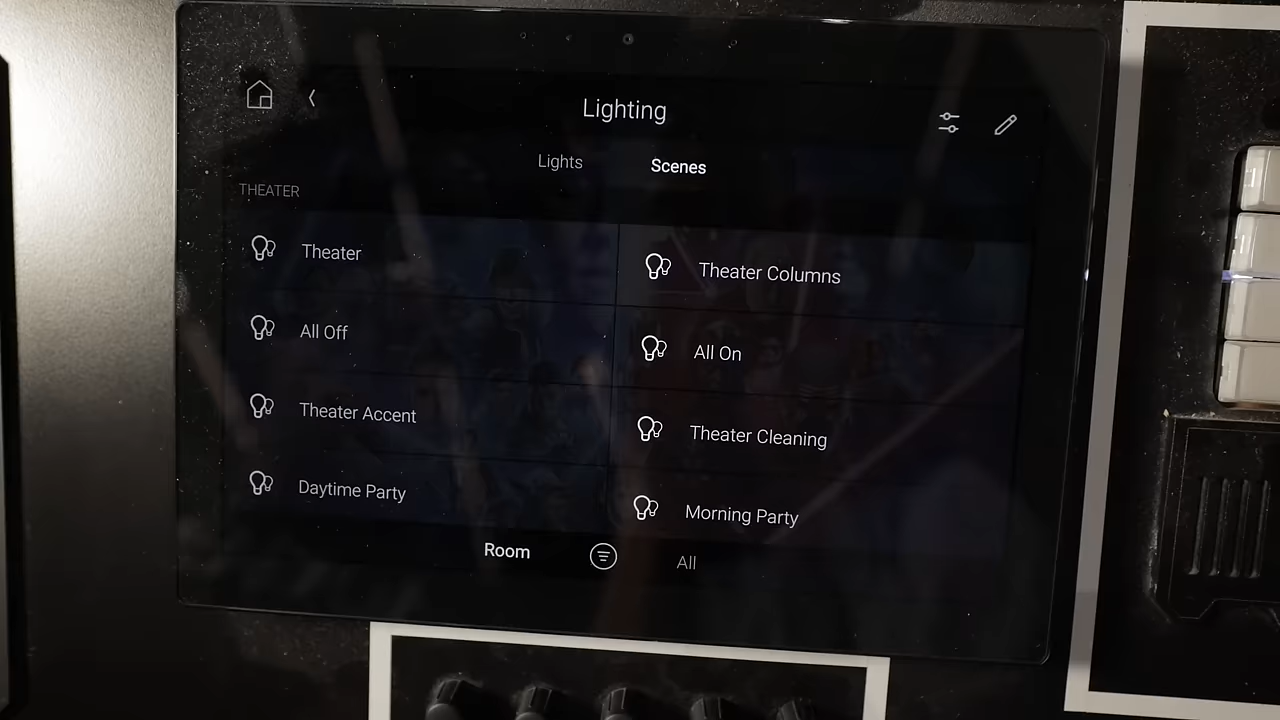 Lighting
Lights
Scenes
THEATER
Theater
Theater Columns
All Off
All On
Theater Accent
Theater Cleaning
Daytime Party
Morning Party
Room
All